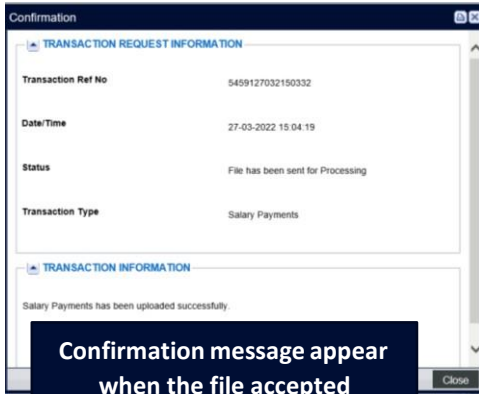 Confirmation
TRANSACTION REQUEST INFORMATION
Transaction Ref No 5459127032150332
Date/Time 27-03-2022 15:04:19
Status File has been sent for Processing
Transaction Type Salary Payments
TRANSACTION INFORMATION
Salary Payments has been uploaded successfully.
Confirmation message appear
when the file accepted
Close